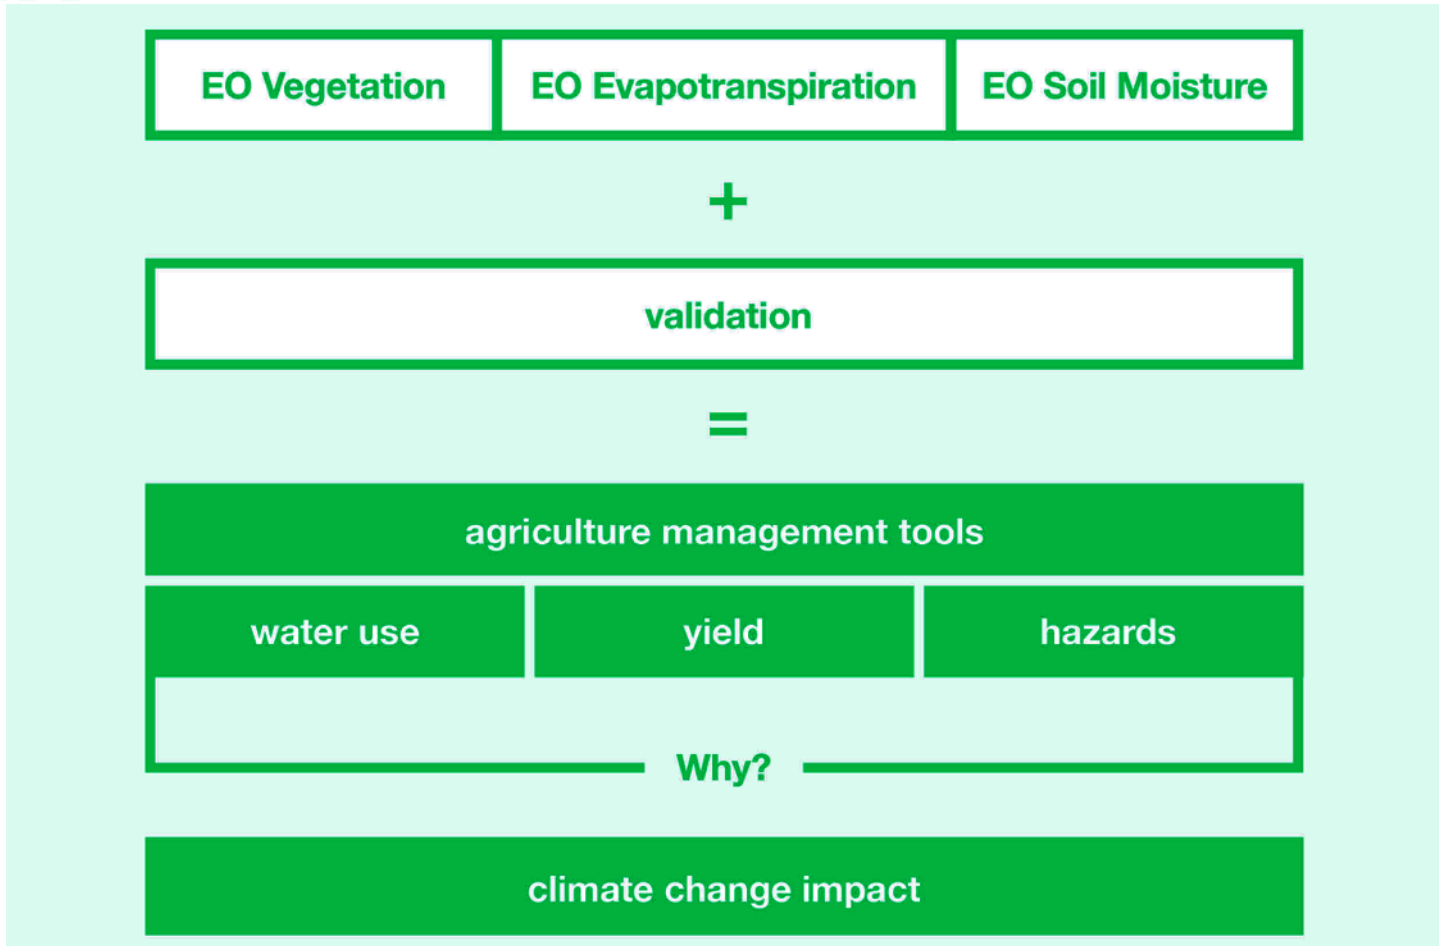 EO Vegetation EO Evapotranspiration EO Soil Moisture
+
validation
=
agriculture management tools
water use yield hazards
Why?
climate change impact